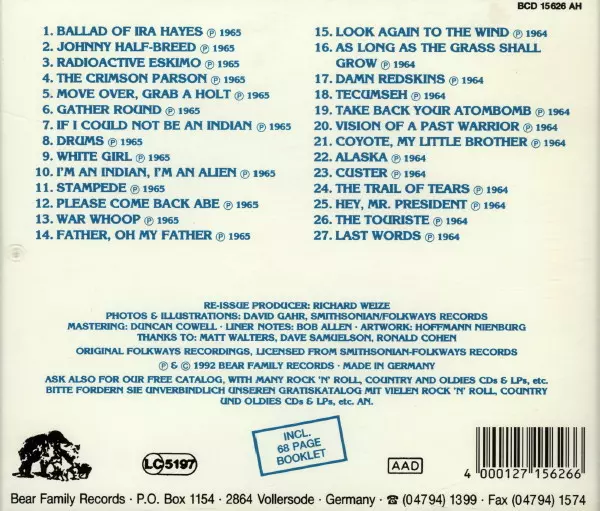 BCD 15626 AH
1. BALLAD OF IRA HAYES ℗ 1965
2. JOHNNY HALF-BREED ℗ 1965
3. RADIOACTIVE ESKIMO ℗ 1965
4. THE CRIMSON PARSON ℗ 1965
5. MOVE OVER, GRAB A HOLT ℗ 1965
6. GATHER ROUND ℗ 1965
7. IF I COULD NOT BE AN INDIAN ℗ 1965
8. DRUMS ℗ 1965
9. WHITE GIRL ℗ 1965
10. I'M AN INDIAN, I'M AN ALIEN ℗ 1965
11. STAMPEDE ℗ 1965
12. PLEASE COME BACK ABE ℗ 1965
13. WAR WHOOP ℗ 1965
14. FATHER, OH MY FATHER ℗ 1965
15. LOOK AGAIN TO THE WIND ℗ 1964
16. AS LONG AS THE GRASS SHALL
GROW ℗ 1964
17. DAMN REDSKINS ℗ 1964
18. TECUMSEH ℗ 1964
19. TAKE BACK YOUR ATOMBOMB ℗ 1964
20. VISION OF A PAST WARRIOR ℗ 1964
21. COYOTE, MY LITTLE BROTHER ℗ 1964
22. ALASKA ℗ 1964
23. CUSTER ℗ 1964
24. THE TRAIL OF TEARS ℗ 1964
25. HEY, MR. PRESIDENT ℗ 1964
26. THE TOURISTE ℗ 1964
27. LAST WORDS ℗ 1964
RE-ISSUE PRODUCER: RICHARD WEIZE
PHOTOS & ILLUSTRATIONS: DAVID GAHR, SMITHSONIAN/FOLKWAYS RECORDS
MASTERING: DUNCAN COWELL · LINER NOTES: BOB ALLEN · ARTWORK: HOFFMANN NIENBURG
THANKS TO: MATT WALTERS, DAVE SAMUELSON, RONALD COHEN
ORIGINAL FOLKWAYS RECORDINGS, LICENSED FROM SMITHSONIAN-FOLKWAYS RECORDS
℗ & © 1992 BEAR FAMILY RECORDS · MADE IN GERMANY
ASK ALSO FOR OUR FREE CATALOG, WITH MANY ROCK 'N' ROLL, COUNTRY AND OLDIES CDs & LPs, etc.
BITTE FORDERN SIE UNVERBINDLICH UNSEREN GRATISKATALOG MIT VIELEN ROCK 'N' ROLL, COUNTRY
UND OLDIES CDs & LPs, etc. AN.
INCL.
68 PAGE
BOOKLET
LC 5197
AAD
4 000127 156266
Bear Family Records · P.O. Box 1154 · 2864 Vollersode · Germany · ☎ (04794) 1399 · Fax (04794) 1574